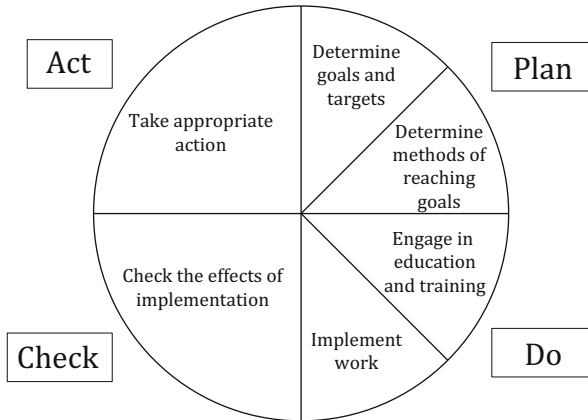 Act
Determine
goals and
targets
Plan
Take appropriate
action
Determine
methods of
reaching
goals
Check the effects of
implementation
Engage in
education
and training
Check
Implement
work
Do